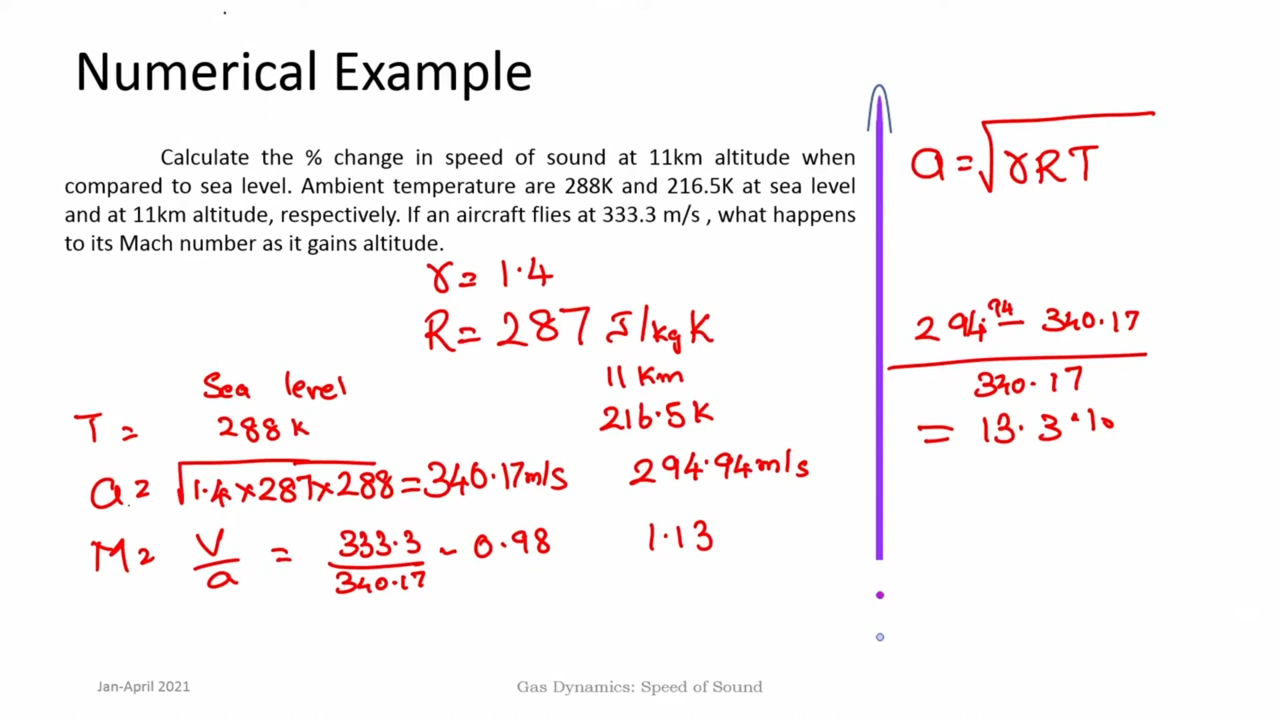 Numerical Example
Calculate the % change in speed of sound at 11km altitude when
compared to sea level. Ambient temperature are 288K and 216.5K at sea level
and at 11km altitude, respectively. If an aircraft flies at 333.3 m/s , what happens
to its Mach number as it gains altitude.
γ = 1.4
R = 287 J/kg K
Sea level 11 Km
T = 288 K 216.5 K
a = √1.4×287×288 = 340.17 m/s 294.94 m/s
M = V/a = 333.3/340.17 ~ 0.98 1.13
a = √γRT
294.94 − 340.17
340.17
= 13.3 %
Jan-April 2021
Gas Dynamics: Speed of Sound